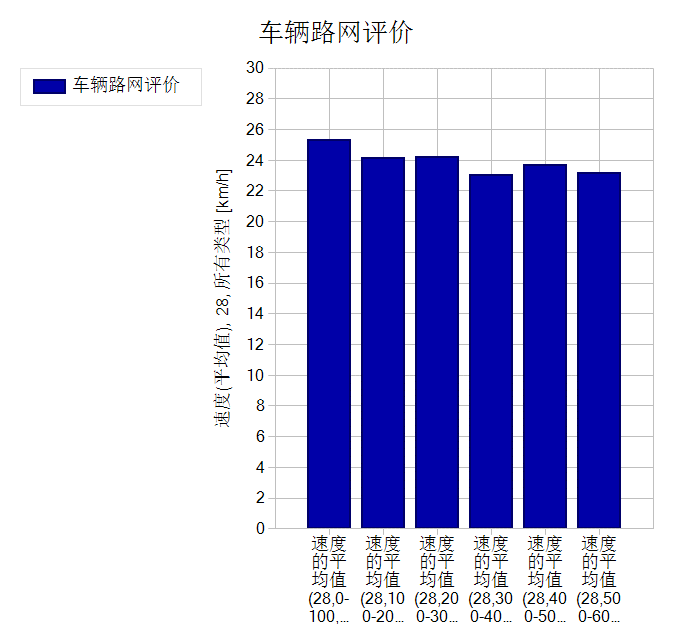 车辆路网评价
车辆路网评价
速度(平均值), 28, 所有类型 [km/h]
30
28
26
24
22
20
18
16
14
12
10
8
6
4
2
0
速度
的平
均值
(28,0-
100,...
速度
的平
均值
(28,10
0-20...
速度
的平
均值
(28,20
0-30...
速度
的平
均值
(28,30
0-40...
速度
的平
均值
(28,40
0-50...
速度
的平
均值
(28,50
0-60...